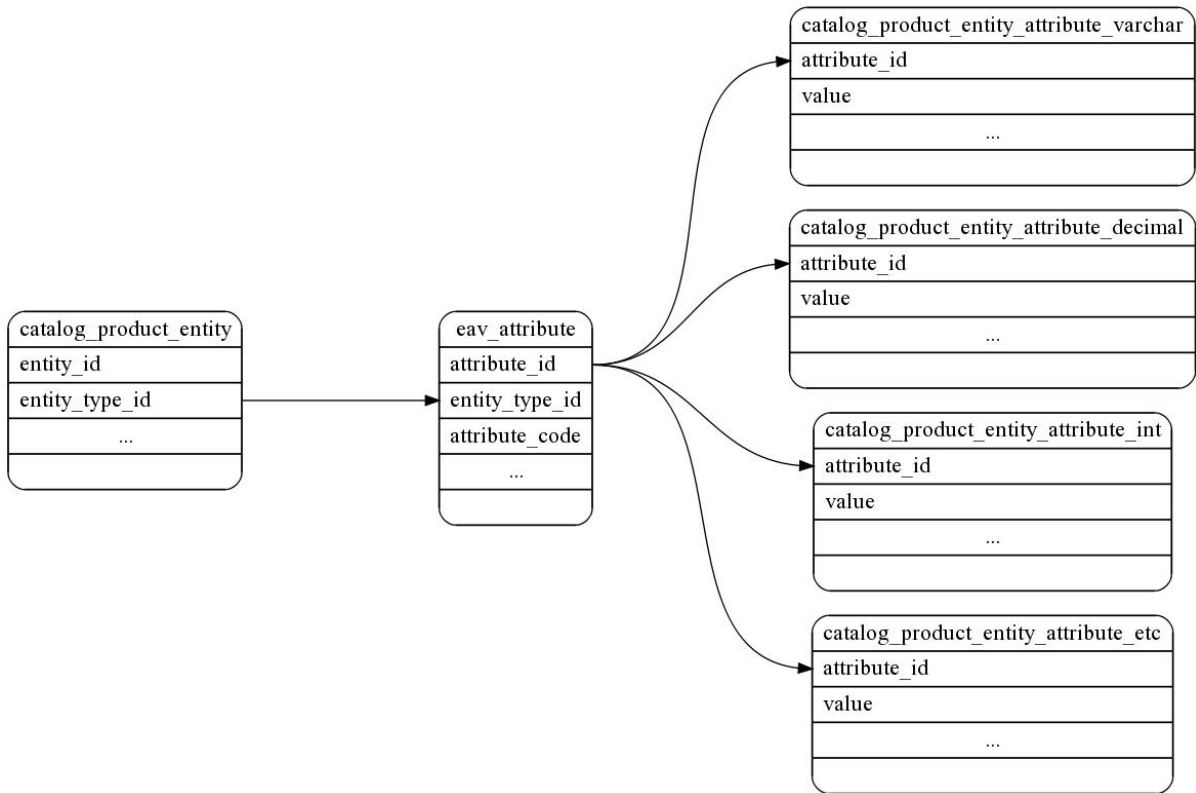 catalog_product_entity
entity_id
entity_type_id
...
eav_attribute
attribute_id
entity_type_id
attribute_code
...
catalog_product_entity_attribute_varchar
attribute_id
value
...
catalog_product_entity_attribute_decimal
attribute_id
value
...
catalog_product_entity_attribute_int
attribute_id
value
...
catalog_product_entity_attribute_etc
attribute_id
value
...